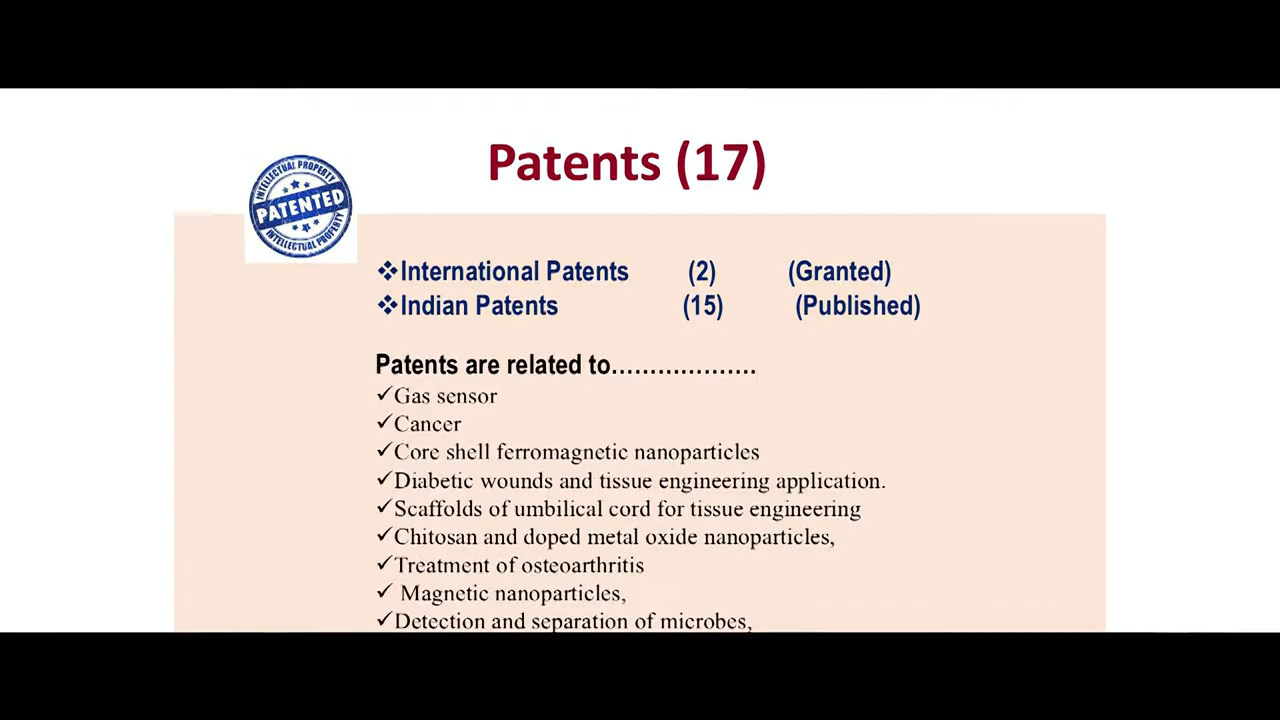 Patents (17)
INTELLECTUAL PROPERTY
PATENTED
INTELLECTUAL PROPERTY
❖International Patents (2) (Granted)
❖Indian Patents (15) (Published)
Patents are related to………………….
✓Gas sensor
✓Cancer
✓Core shell ferromagnetic nanoparticles
✓Diabetic wounds and tissue engineering application.
✓Scaffolds of umbilical cord for tissue engineering
✓Chitosan and doped metal oxide nanoparticles,
✓Treatment of osteoarthritis
✓ Magnetic nanoparticles,
✓Detection and separation of microbes,